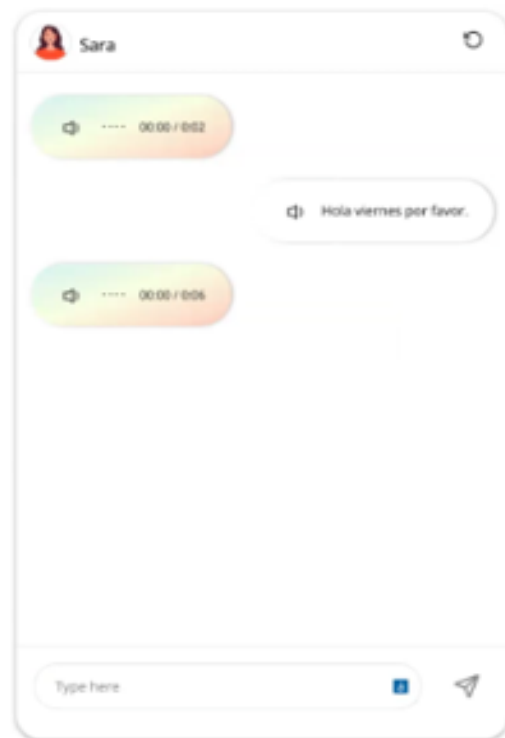 Sara
00:00 / 0:02
Hola viernes por favor.
00:00 / 0:06
Type here